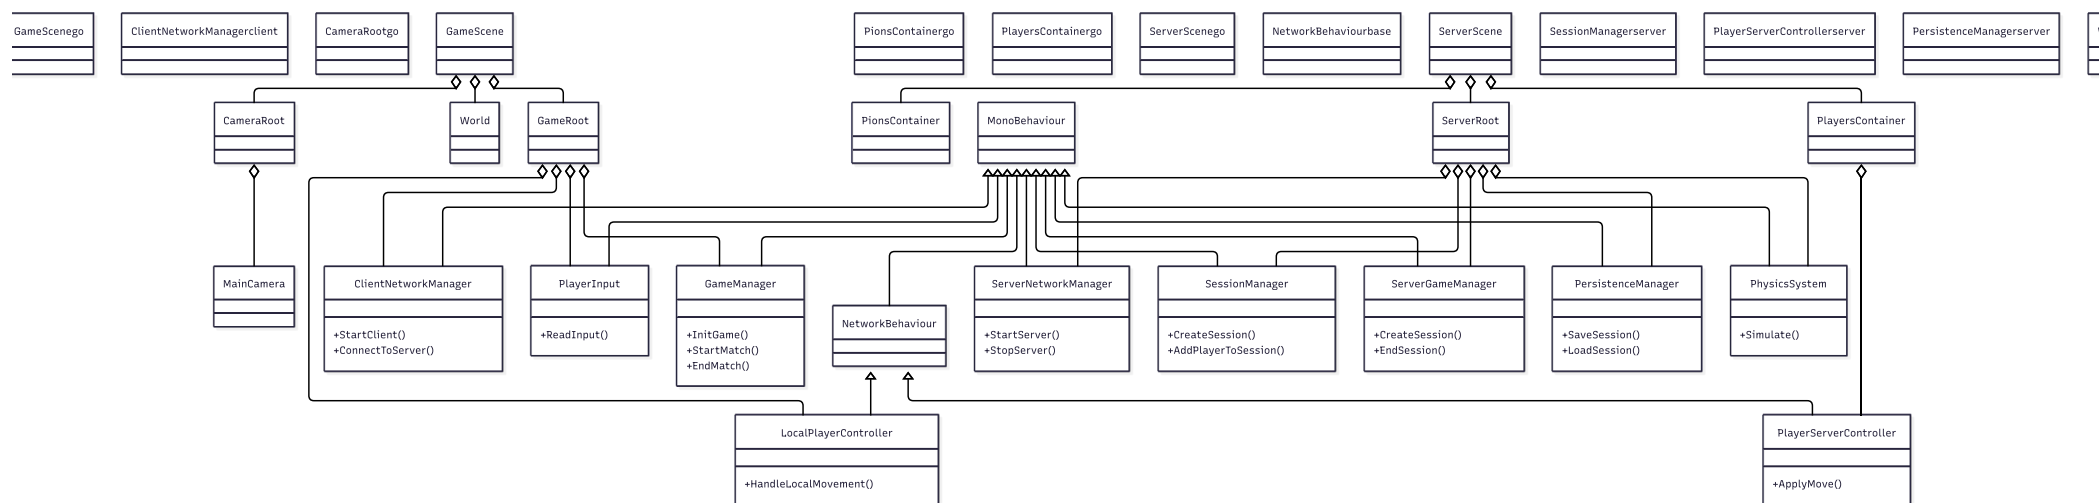 GameScenego
ClientNetworkManagerclient
CameraRootgo
GameScene
PionsContainergo
PlayersContainergo
ServerScenego
NetworkBehaviourbase
ServerScene
SessionManagerserver
PlayerServerControllerserver
PersistenceManagerserver
CameraRoot
World
GameRoot
PionsContainer
MonoBehaviour
ServerRoot
PlayersContainer
MainCamera
ClientNetworkManager
+StartClient()
+ConnectToServer()
PlayerInput
+ReadInput()
GameManager
+InitGame()
+StartMatch()
+EndMatch()
NetworkBehaviour
ServerNetworkManager
+StartServer()
+StopServer()
SessionManager
+CreateSession()
+AddPlayerToSession()
ServerGameManager
+CreateSession()
+EndSession()
PersistenceManager
+SaveSession()
+LoadSession()
PhysicsSystem
+Simulate()
LocalPlayerController
+HandleLocalMovement()
PlayerServerController
+ApplyMove()